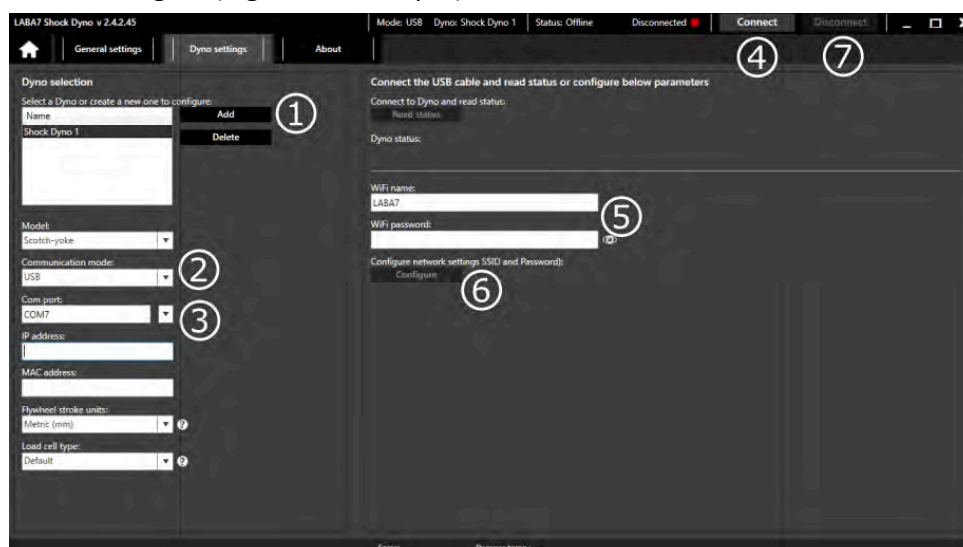 LABA7 Shock Dyno v 2.4.2.45
Mode: USB Dyno: Shock Dyno 1 Status: Offline Disconnected Connect Disconnect
General settings Dyno settings About
4 7
Dyno selection
Select a Dyno or create a new one to configure:
Name
Shock Dyno 1
Add
1
Delete
Model:
Scotch-yoke
Communication mode:
USB
2
Com port:
COM7
3
IP address:
MAC address:
Flywheel stroke units:
Metric (mm)
Load cell type:
Default
Connect the USB cable and read status or configure below parameters
Connect to Dyno and read status:
Read status
Dyno status:
WiFi name:
LABA7
5
WiFi password:
Configure network settings SSID and Password):
Configure
6